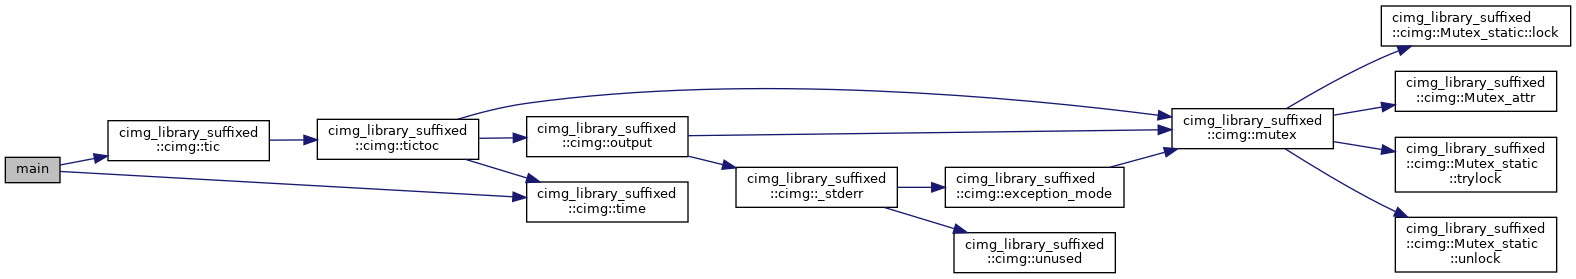 main
cimg_library_suffixed
::cimg::tic
cimg_library_suffixed
::cimg::tictoc
cimg_library_suffixed
::cimg::output
cimg_library_suffixed
::cimg::time
cimg_library_suffixed
::cimg::_stderr
cimg_library_suffixed
::cimg::exception_mode
cimg_library_suffixed
::cimg::unused
cimg_library_suffixed
::cimg::mutex
cimg_library_suffixed
::cimg::Mutex_static::lock
cimg_library_suffixed
::cimg::Mutex_attr
cimg_library_suffixed
::cimg::Mutex_static
::trylock
cimg_library_suffixed
::cimg::Mutex_static
::unlock